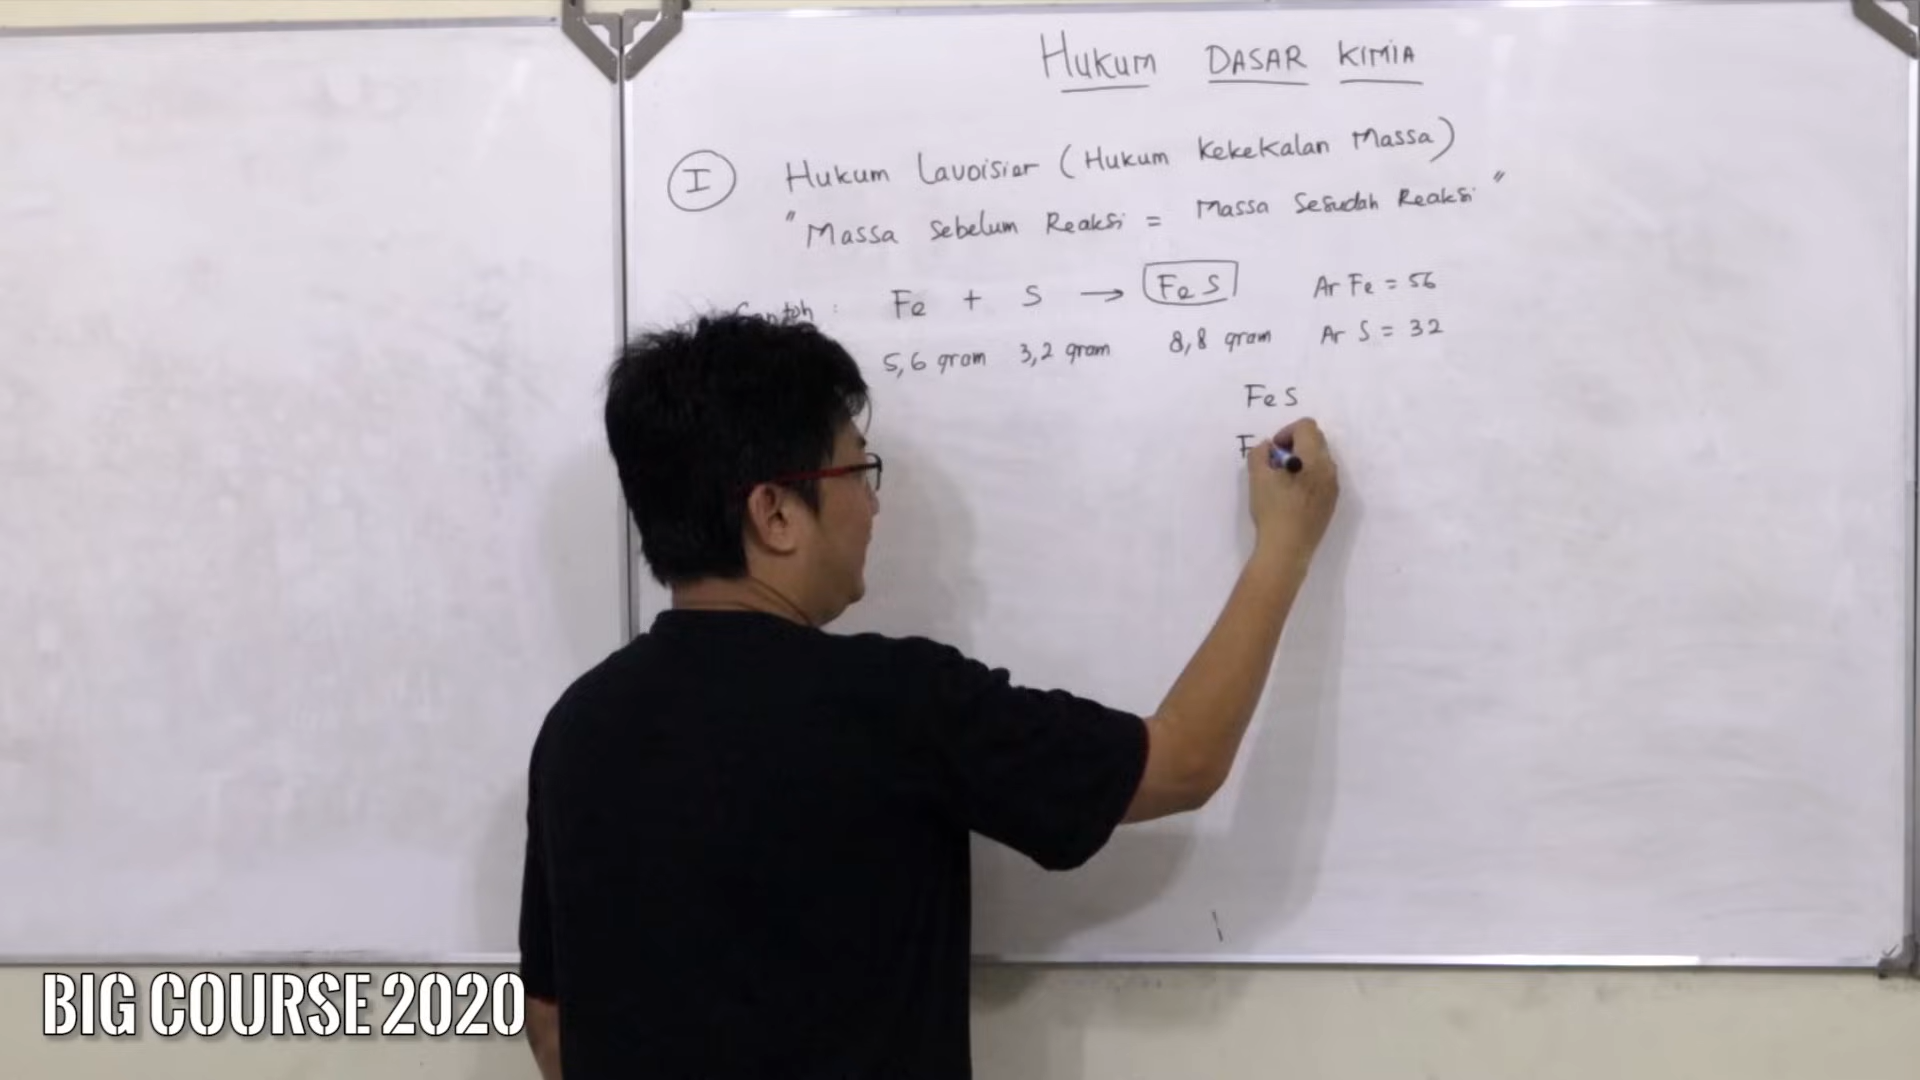 HUKUM DASAR KIMIA
I Hukum Lavoisier (Hukum Kekekalan Massa)
"Massa Sebelum Reaksi = Massa Sesudah Reaksi"
Contoh : Fe + S → FeS Ar Fe = 56
5,6 gram 3,2 gram 8,8 gram Ar S = 32
FeS
F
BIG COURSE 2020